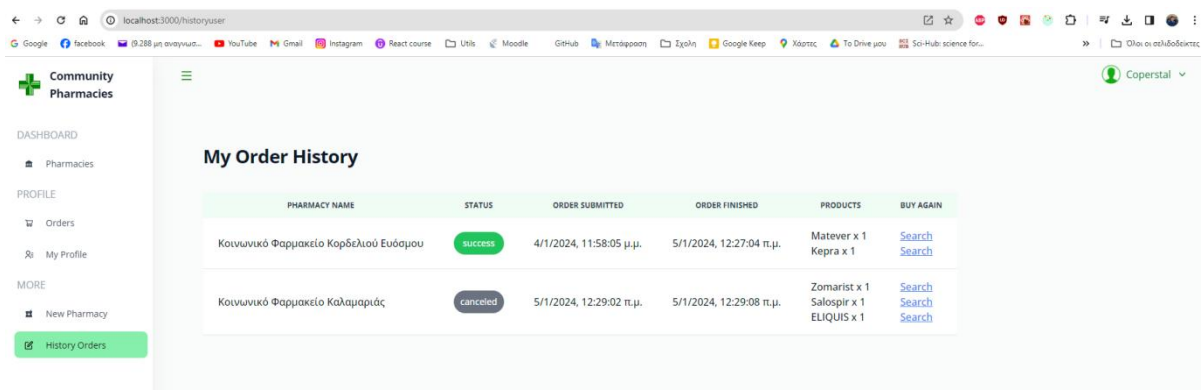 localhost:3000/historyuser
Google facebook (9.288 μη αναγνωσ... YouTube Gmail Instagram React course Utils Moodle GitHub Μετάφραση Σχολη Google Keep Χάρτες Το Drive μου Sci-Hub: science for... » Όλοι οι σελιδοδείκτες
Community
Pharmacies
Coperstal
DASHBOARD
Pharmacies
PROFILE
Orders
My Profile
MORE
New Pharmacy
History Orders
My Order History
PHARMACY NAME STATUS ORDER SUBMITTED ORDER FINISHED PRODUCTS BUY AGAIN
Κοινωνικό Φαρμακείο Κορδελιού Ευόσμου success 4/1/2024, 11:58:05 μ.μ. 5/1/2024, 12:27:04 π.μ. Matever x 1 Search
Kepra x 1 Search
Κοινωνικό Φαρμακείο Καλαμαριάς canceled 5/1/2024, 12:29:02 π.μ. 5/1/2024, 12:29:08 π.μ. Zomarist x 1 Search
Salospir x 1 Search
ELIQUIS x 1 Search